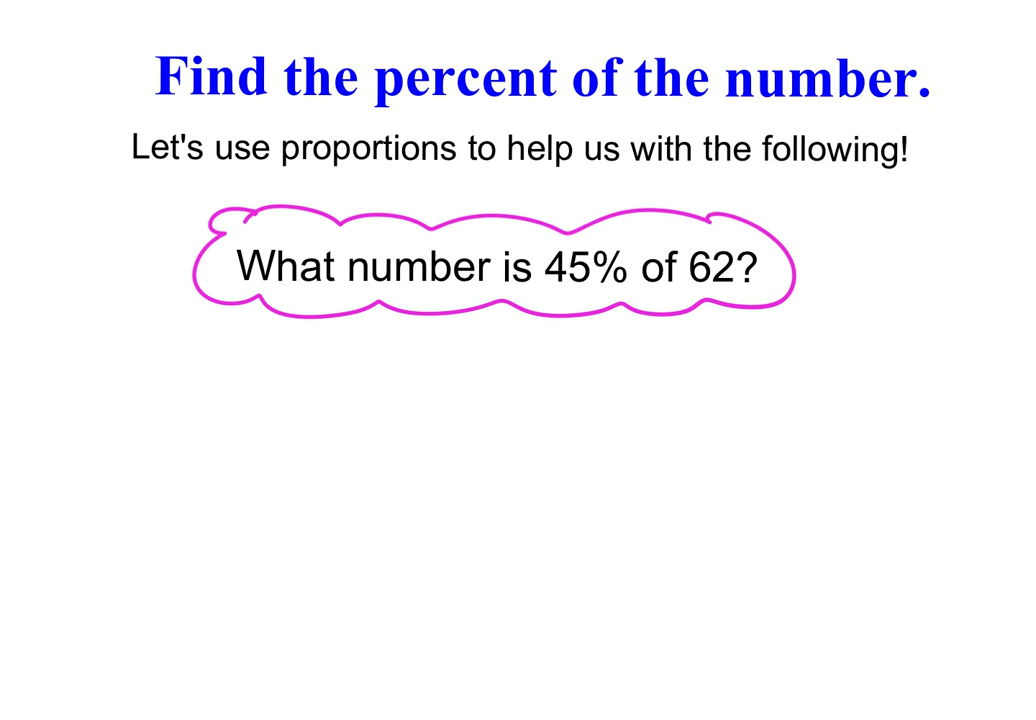 Find the percent of the number.
Let's use proportions to help us with the following!
What number is 45% of 62?